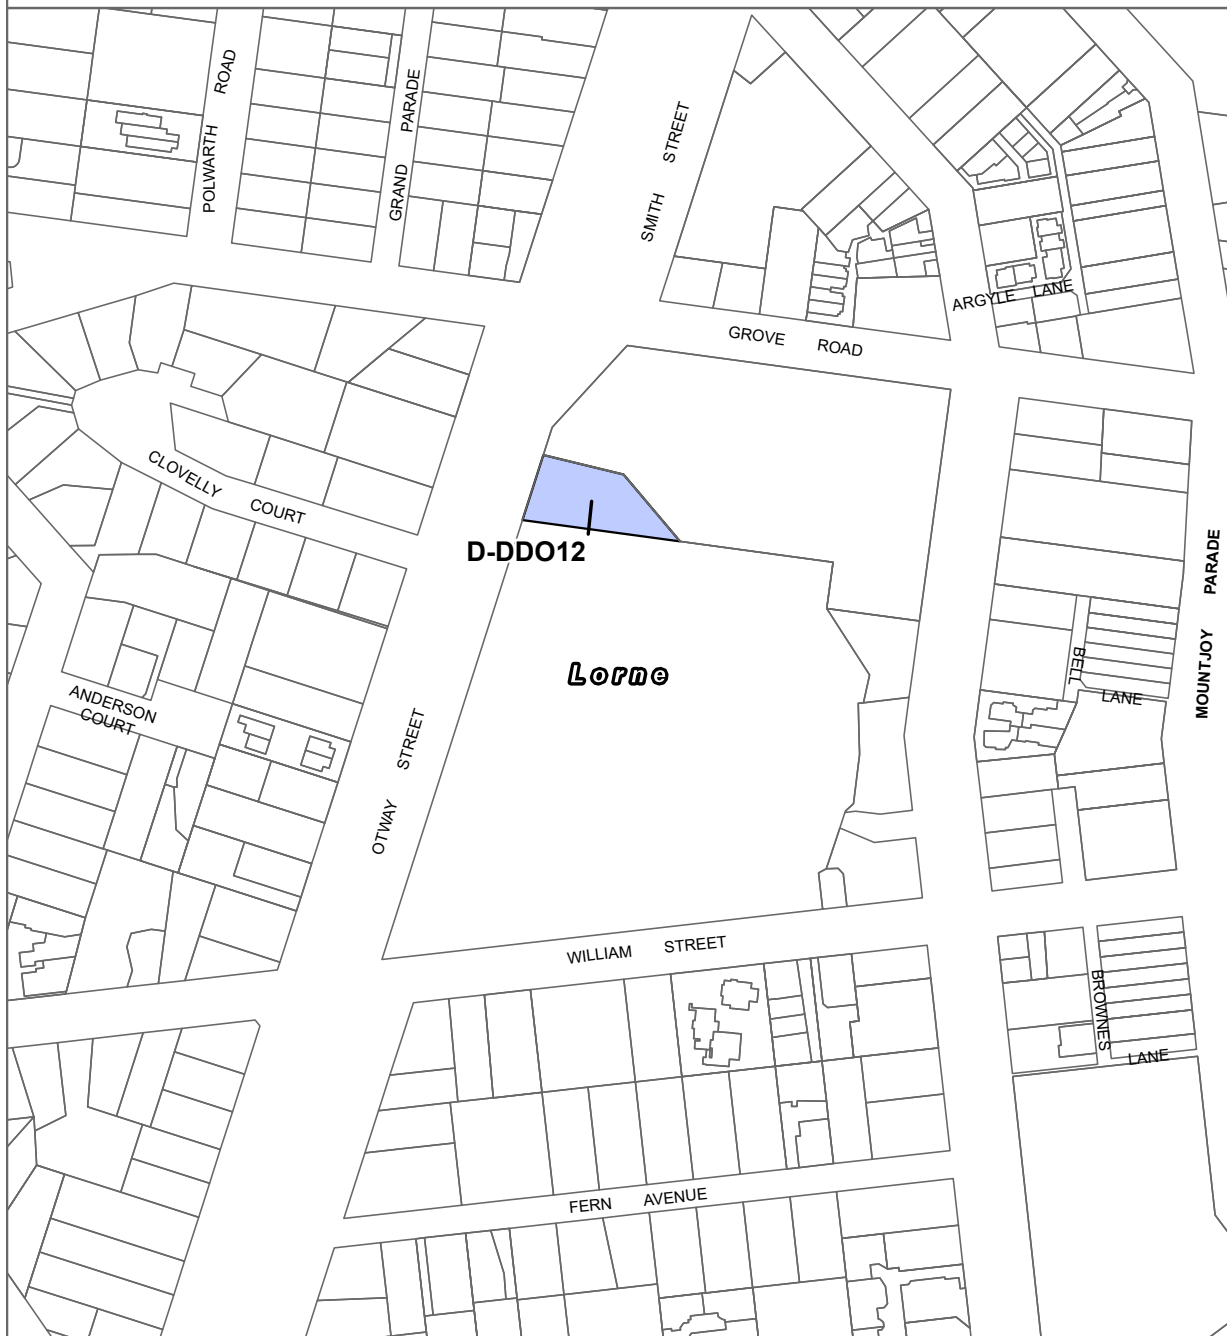 POLWARTH ROAD
GRAND PARADE
SMITH STREET
ARGYLE LANE
GROVE ROAD
CLOVELLY COURT
D-DDO12
MOUNTJOY PARADE
Lorne
BELL
LANE
ANDERSON
COURT
OTWAY STREET
WILLIAM STREET
BROWNES
LANE
FERN AVENUE